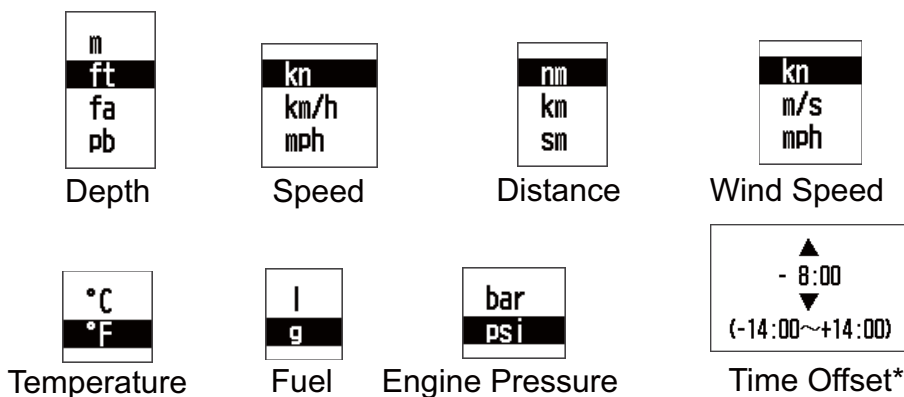 m
ft
fa
pb
Depth
kn
km/h
mph
Speed
nm
km
sm
Distance
kn
m/s
mph
Wind Speed
°C
°F
Temperature
l
g
Fuel
bar
psi
Engine Pressure
▲
- 8:00
▼
(-14:00~+14:00)
Time Offset*